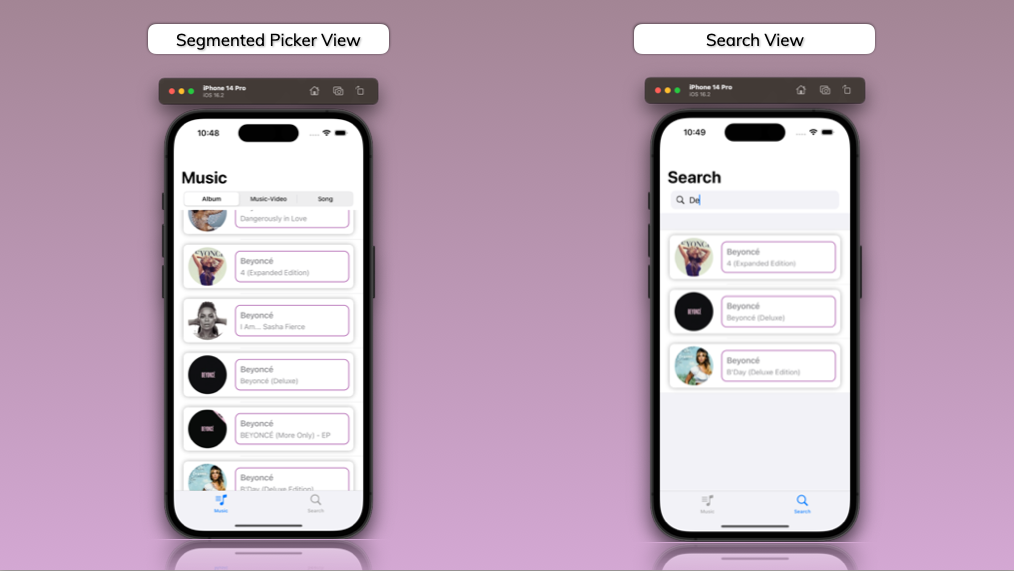 Segmented Picker View
iPhone 14 Pro
iOS 16.2
10:48
Music
Album
Music-Video
Song
Dangerously in Love
Beyoncé
4 (Expanded Edition)
Beyoncé
I Am... Sasha Fierce
Beyoncé
Beyoncé (Deluxe)
BEYONCÉ
Beyoncé
BEYONCÉ (More Only) - EP
BEYONCÉ
Beyoncé
B'Day (Deluxe Edition)
Music
Search
Search View
iPhone 14 Pro
iOS 16.2
10:49
Search
De
Beyoncé
4 (Expanded Edition)
Beyoncé
Beyoncé (Deluxe)
BEYONCÉ
Beyoncé
B'Day (Deluxe Edition)
Music
Search